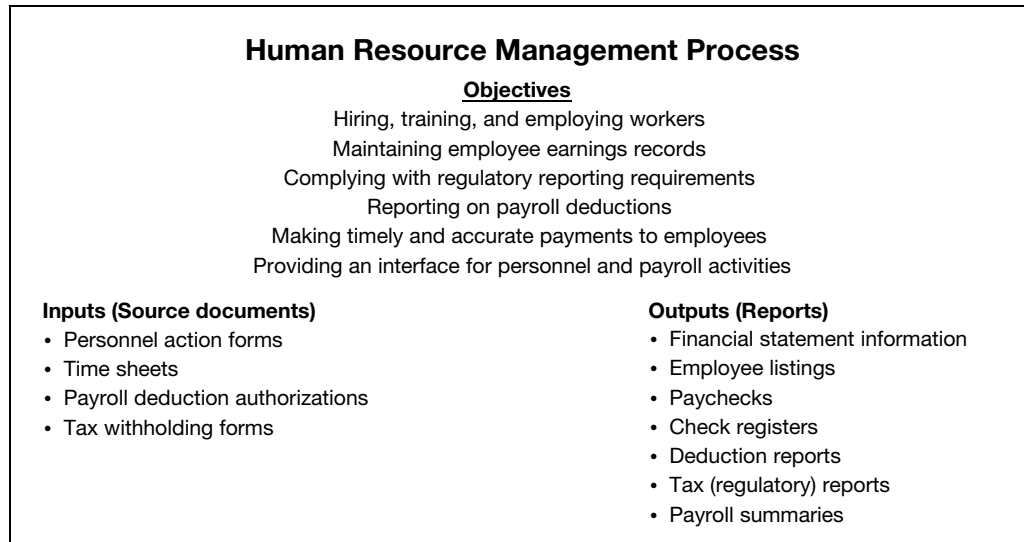 Human Resource Management Process
Objectives
Hiring, training, and employing workers
Maintaining employee earnings records
Complying with regulatory reporting requirements
Reporting on payroll deductions
Making timely and accurate payments to employees
Providing an interface for personnel and payroll activities
Inputs (Source documents)
• Personnel action forms
• Time sheets
• Payroll deduction authorizations
• Tax withholding forms
Outputs (Reports)
• Financial statement information
• Employee listings
• Paychecks
• Check registers
• Deduction reports
• Tax (regulatory) reports
• Payroll summaries